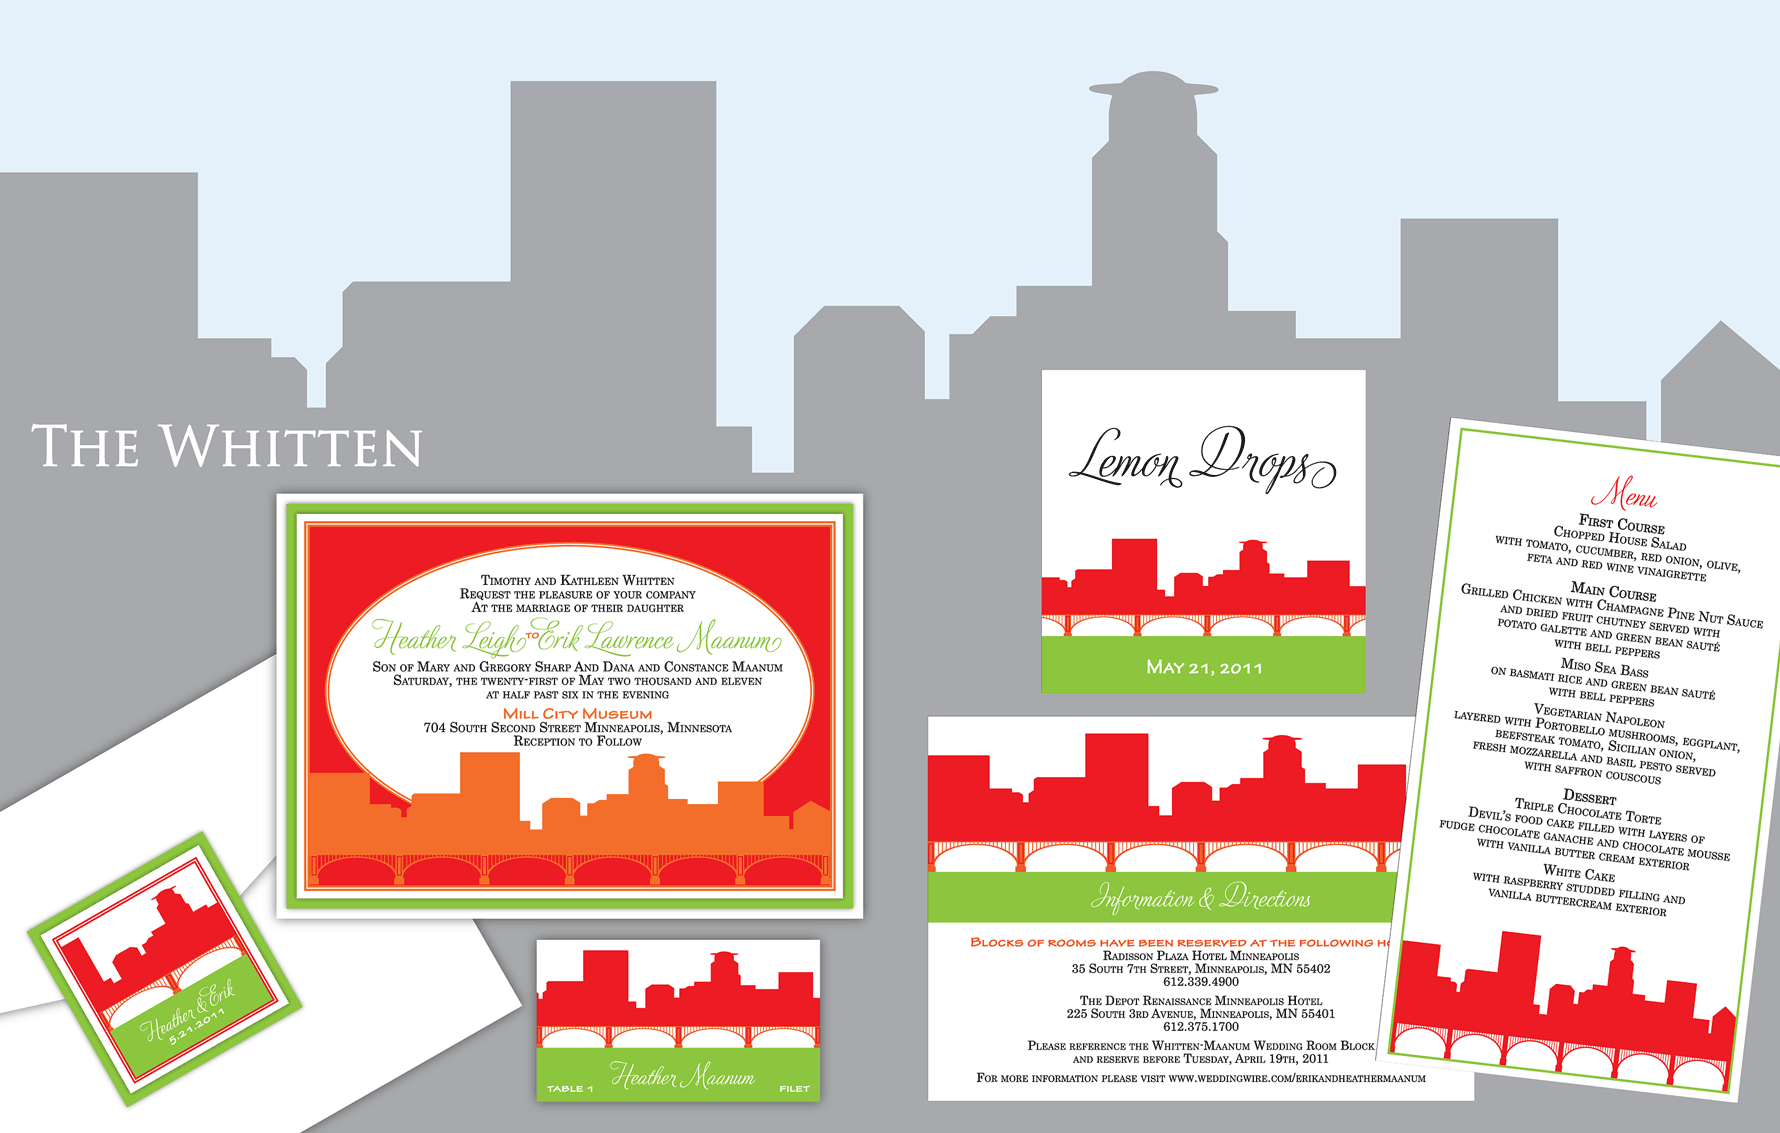 The Whitten
Timothy and Kathleen Whitten
Request the pleasure of your company
At the marriage of their daughter
Heather Leigh to Erik Lawrence Maanum
Son of Mary and Gregory Sharp And Dana and Constance Maanum
Saturday, the twenty-first of May two thousand and eleven
at half past six in the evening
Mill City Museum
704 South Second Street Minneapolis, Minnesota
Reception to Follow
Heather & Erik
5.21.2011
Heather Maanum
TABLE 1 FILET
Lemon Drops
May 21, 2011
Information & Directions
Blocks of rooms have been reserved at the following
Radisson Plaza Hotel Minneapolis
35 South 7th Street, Minneapolis, MN 55402
612.339.4900
The Depot Renaissance Minneapolis Hotel
225 South 3rd Avenue, Minneapolis, MN 55401
612.375.1700
Please reference the Whitten-Maanum Wedding Room Block
and reserve before Tuesday, April 19th, 2011
For more information please visit www.weddingwire.com/erikandheathermaanum
Menu
First Course
Chopped House Salad
with tomato, cucumber, red onion, olive,
feta and red wine vinaigrette
Main Course
Grilled Chicken with Champagne Pine Nut Sauce
and dried fruit chutney served with
potato galette and green bean sauté
with bell peppers
Miso Sea Bass
on basmati rice and green bean sauté
with bell peppers
Vegetarian Napoleon
layered with Portobello mushrooms, eggplant,
beefsteak tomato, Sicilian onion,
fresh mozzarella and basil pesto served
with saffron couscous
Dessert
Triple Chocolate Torte
Devil's food cake filled with layers of
fudge chocolate ganache and chocolate mousse
with vanilla butter cream exterior
White Cake
with raspberry studded filling and
vanilla buttercream exterior